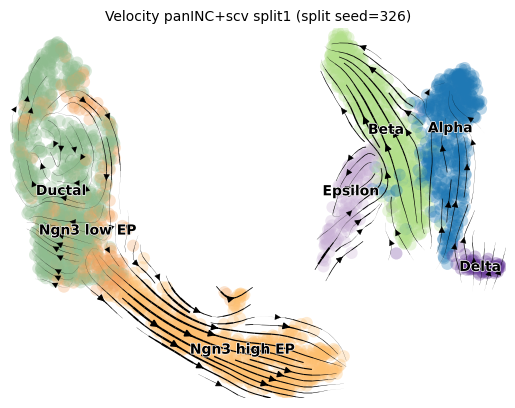 Velocity panINC+scv split1 (split seed=326)
Beta
Alpha
Ductal
Epsilon
Ngn3 low EP
Delta
Ngn3 high EP